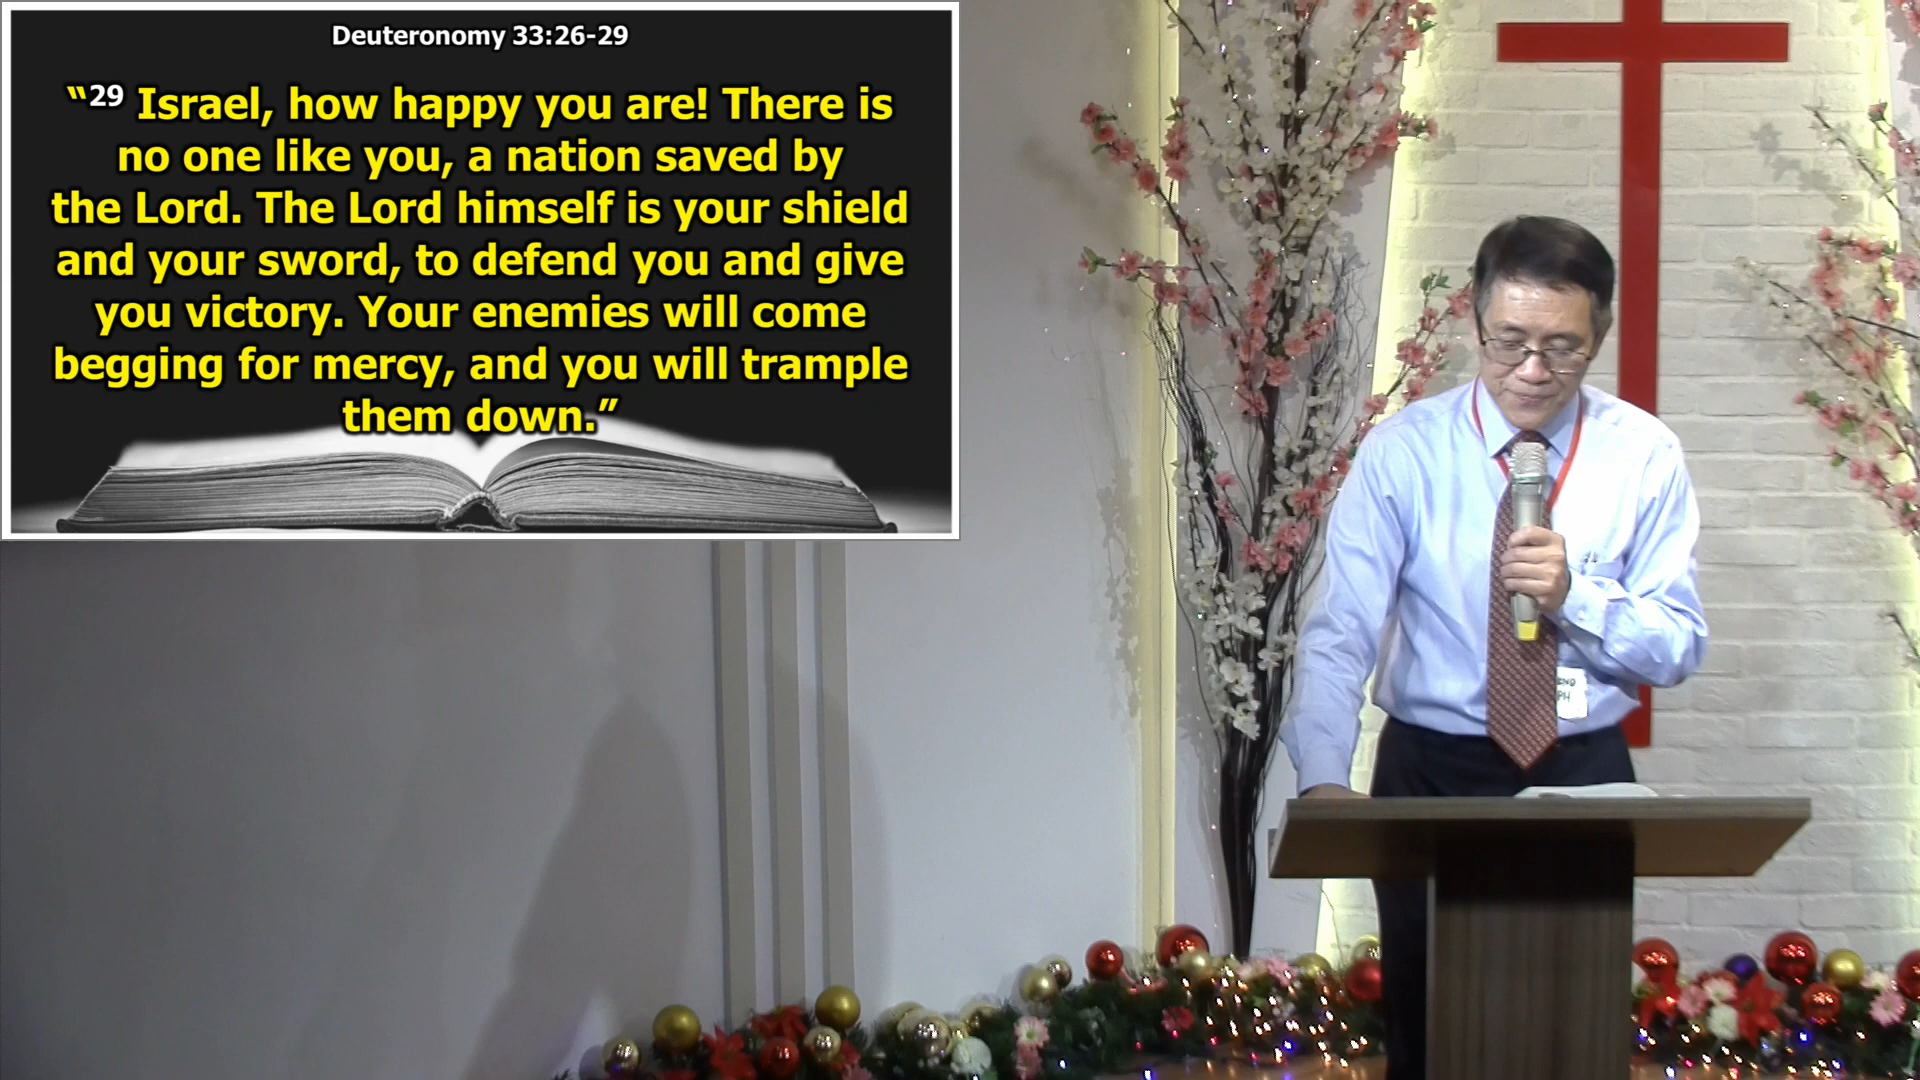 Deuteronomy 33:26-29
“29 Israel, how happy you are! There is
no one like you, a nation saved by
the Lord. The Lord himself is your shield
and your sword, to defend you and give
you victory. Your enemies will come
begging for mercy, and you will trample
them down.”
PH